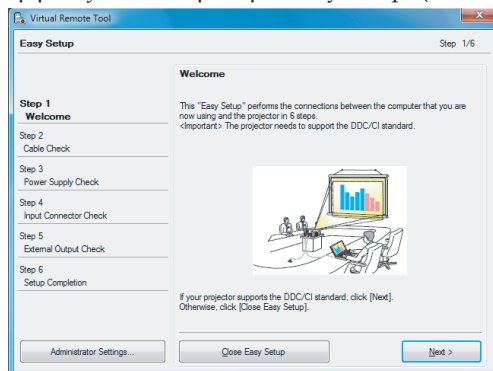 Virtual Remote Tool
Easy Setup
Step 1/6
Step 1
Welcome
Step 2
Cable Check
Step 3
Power Supply Check
Step 4
Input Connector Check
Step 5
External Output Check
Step 6
Setup Completion
Administrator Settings...
Welcome
This "Easy Setup" performs the connections between the computer that you are
now using and the projector in 6 steps.
<Important> The projector needs to support the DDC/CI standard.
If your projector supports the DDC/CI standard, click [Next].
Otherwise, click [Close Easy Setup].
Close Easy Setup
Next >